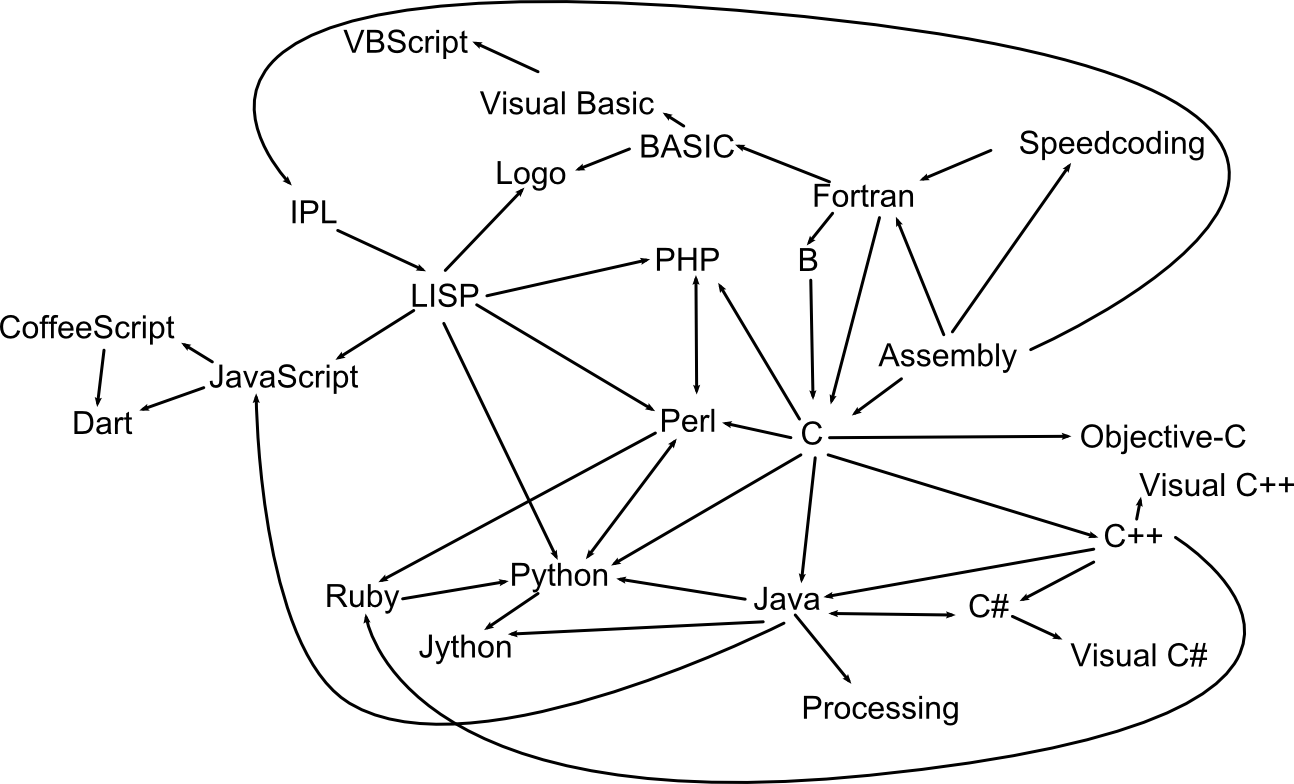 VBScript
Visual Basic
BASIC
Speedcoding
Logo
Fortran
IPL
PHP
B
LISP
CoffeeScript
Assembly
JavaScript
Dart
Perl
C
Objective-C
Visual C++
C++
Python
Ruby
Java
C#
Jython
Visual C#
Processing